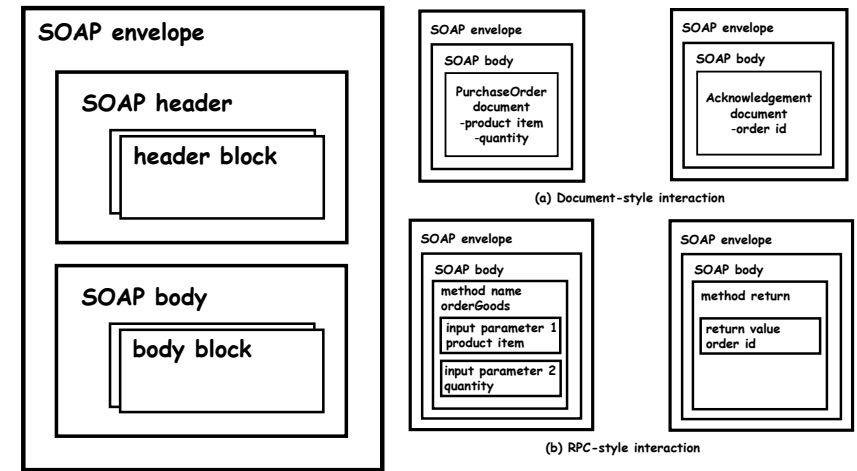 SOAP envelope
SOAP header
header block
SOAP body
body block
SOAP envelope
SOAP body
PurchaseOrder
document
-product item
-quantity
SOAP envelope
SOAP body
Acknowledgement
document
-order id
(a) Document-style interaction
SOAP envelope
SOAP body
method name
orderGoods
input parameter 1
product item
input parameter 2
quantity
SOAP envelope
SOAP body
method return
return value
order id
(b) RPC-style interaction